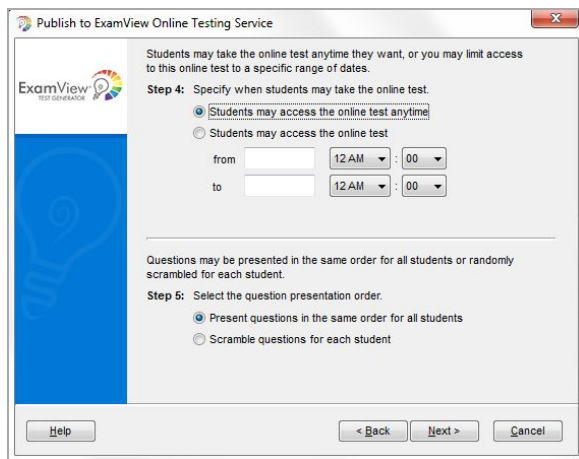 Publish to ExamView Online Testing Service
ExamView
TEST GENERATOR
Students may take the online test anytime they want, or you may limit access
to this online test to a specific range of dates.
Step 4: Specify when students may take the online test.
Students may access the online test anytime
Students may access the online test
from 12 AM : 00
to 12 AM : 00
Questions may be presented in the same order for all students or randomly
scrambled for each student.
Step 5: Select the question presentation order.
Present questions in the same order for all students
Scramble questions for each student
Help < Back Next > Cancel